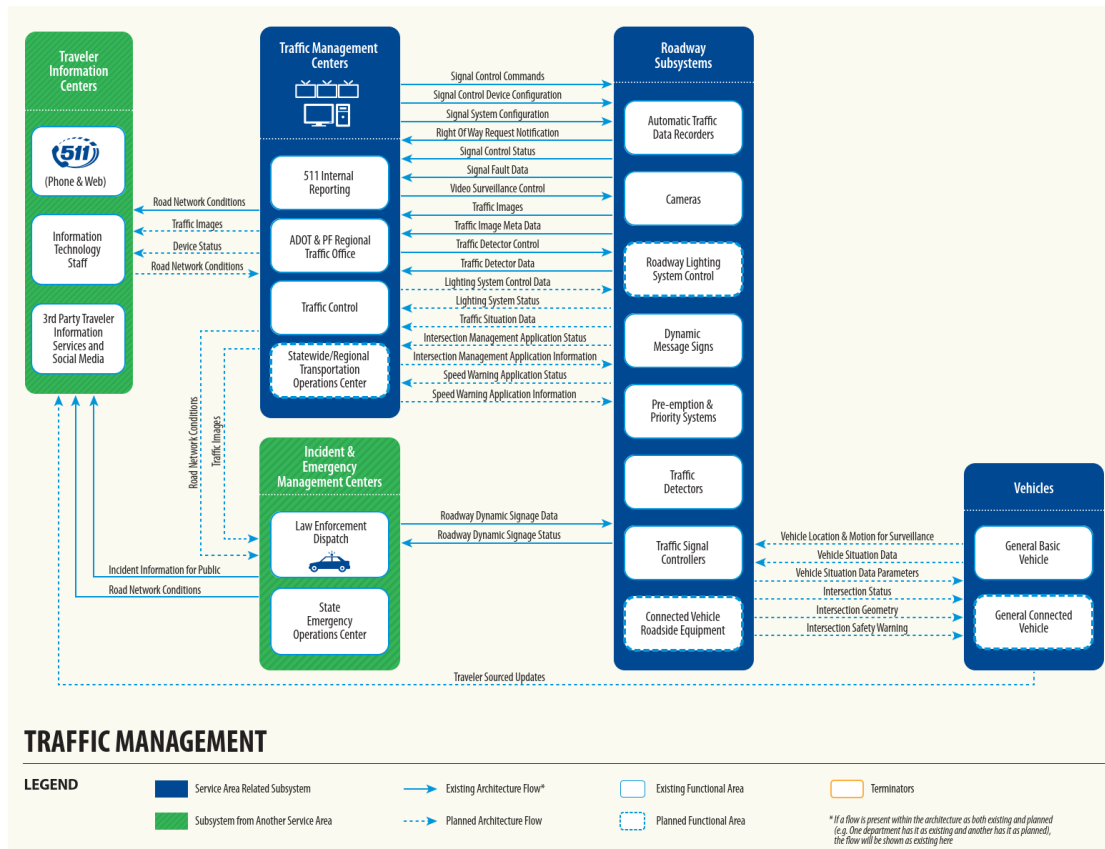 Traveler
Information
Centers
511
(Phone & Web)
Information
Technology
Staff
3rd Party Traveler
Information
Services and
Social Media
Road Network Conditions
Traffic Images
Device Status
Road Network Conditions
Traffic Management
Centers
511 Internal
Reporting
ADOT & PF Regional
Traffic Office
Traffic Control
Statewide/Regional
Transportation
Operations Center
Signal Control Commands
Signal Control Device Configuration
Signal System Configuration
Right Of Way Request Notification
Signal Control Status
Signal Fault Data
Video Surveillance Control
Traffic Images
Traffic Image Meta Data
Traffic Detector Control
Traffic Detector Data
Lighting System Control Data
Lighting System Status
Traffic Situation Data
Intersection Management Application Status
Intersection Management Application Information
Speed Warning Application Status
Speed Warning Application Information
Roadway
Subsystems
Automatic Traffic
Data Recorders
Cameras
Roadway Lighting
System Control
Dynamic
Message Signs
Pre-emption &
Priority Systems
Traffic
Detectors
Traffic Signal
Controllers
Connected Vehicle
Roadside Equipment
Road Network Conditions
Traffic Images
Incident &
Emergency
Management Centers
Law Enforcement
Dispatch
State
Emergency
Operations Center
Incident Information for Public
Road Network Conditions
Roadway Dynamic Signage Data
Roadway Dynamic Signage Status
Vehicle Location & Motion for Surveillance
Vehicle Situation Data
Vehicle Situation Data Parameters
Intersection Status
Intersection Geometry
Intersection Safety Warning
Vehicles
General Basic
Vehicle
General Connected
Vehicle
Traveler Sourced Updates
TRAFFIC MANAGEMENT
LEGEND
Service Area Related Subsystem
Subsystem from Another Service Area
Existing Architecture Flow*
Planned Architecture Flow
Existing Functional Area
Planned Functional Area
Terminators
* If a flow is present within the architecture as both existing and planned
(e.g. One department has it as existing and another has it as planned),
the flow will be shown as existing here